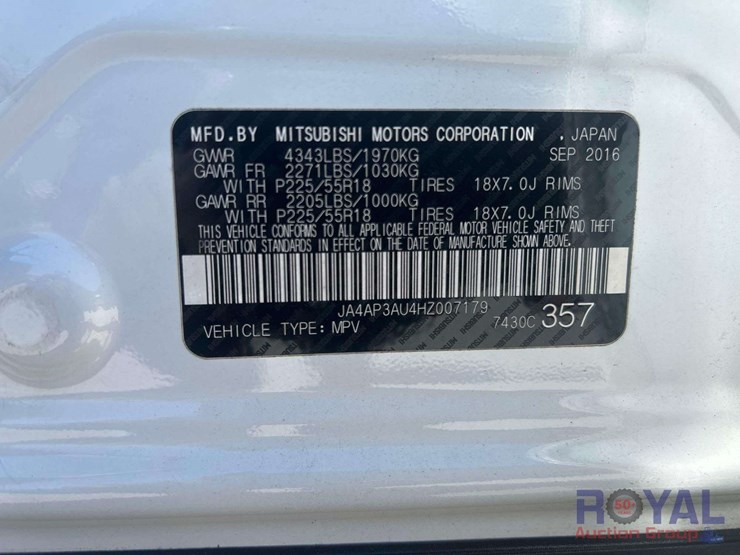 MFD.BY MITSUBISHI MOTORS CORPORATION , JAPAN
GVWR 4343LBS/1970KG SEP 2016
GAWR FR 2271LBS/1030KG
WITH P225/55R18 TIRES 18X7.0J RIMS
GAWR RR 2205LBS/1000KG
WITH P225/55R18 TIRES 18X7.0J RIMS
THIS VEHICLE CONFORMS TO ALL APPLICABLE FEDERAL MOTOR VEHICLE SAFETY AND THEFT
PREVENTION STANDARDS IN EFFECT ON THE DATE OF MANUFACTURE SHOWN ABOVE.
JA4AP3AU4HZ007179
VEHICLE TYPE: MPV 7430C 357
ROYAL
50
Auction Group